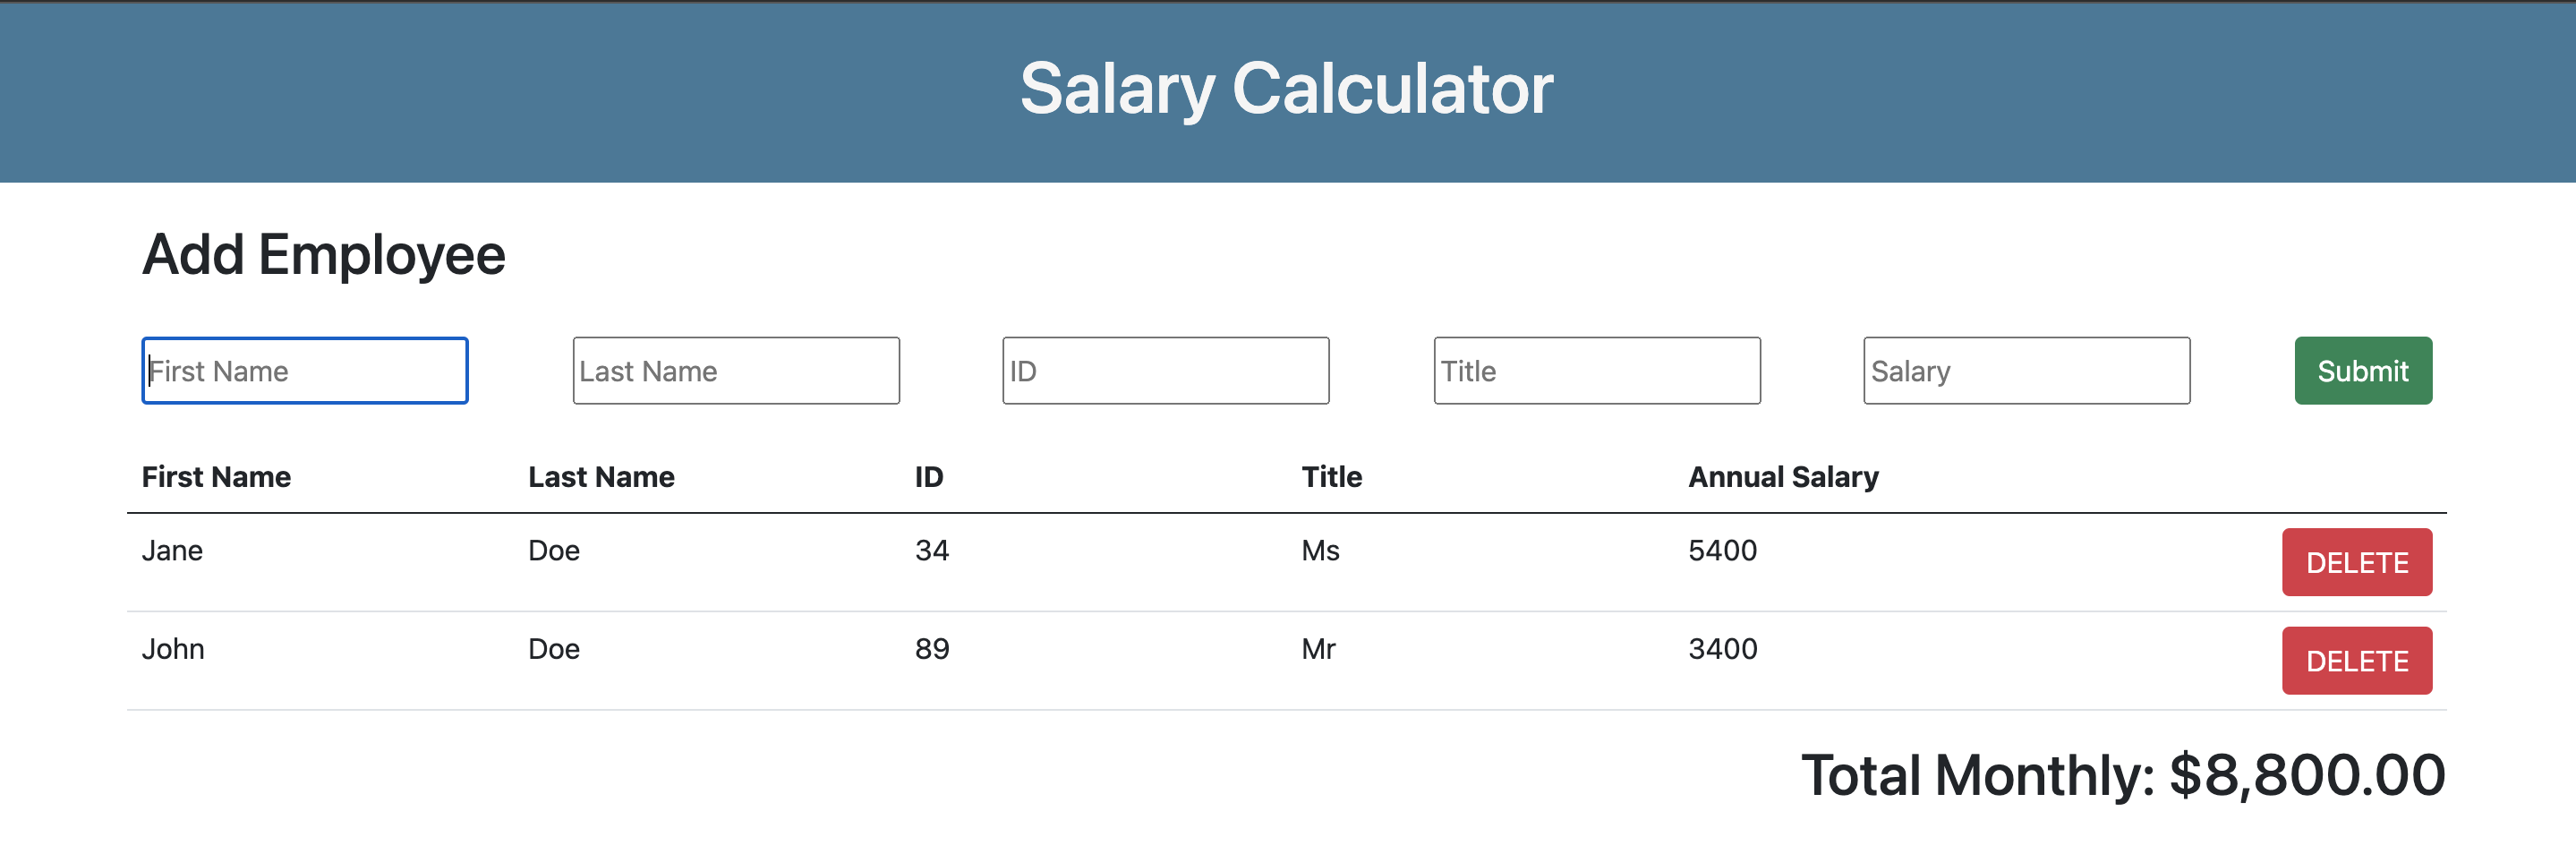 Salary Calculator
Add Employee
First Name Last Name ID Title Salary Submit
First Name Last Name ID Title Annual Salary
Jane Doe 34 Ms 5400 DELETE
John Doe 89 Mr 3400 DELETE
Total Monthly: $8,800.00